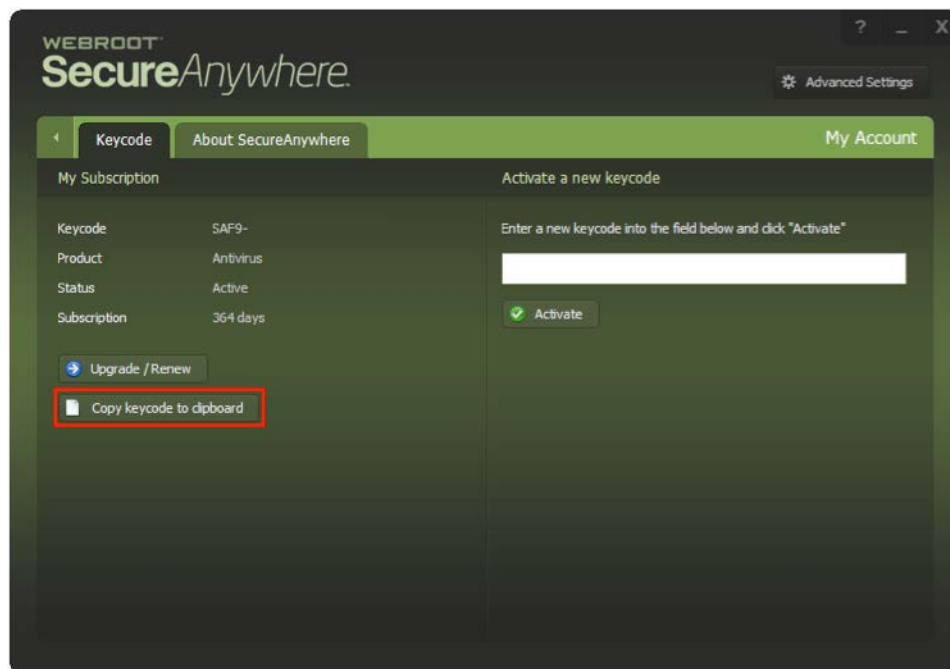 ? _ X
WEBROOT
SecureAnywhere.
Advanced Settings
Keycode About SecureAnywhere My Account
My Subscription
Keycode SAF9-
Product Antivirus
Status Active
Subscription 364 days
Upgrade / Renew
Copy keycode to clipboard
Activate a new keycode
Enter a new keycode into the field below and click "Activate"
Activate